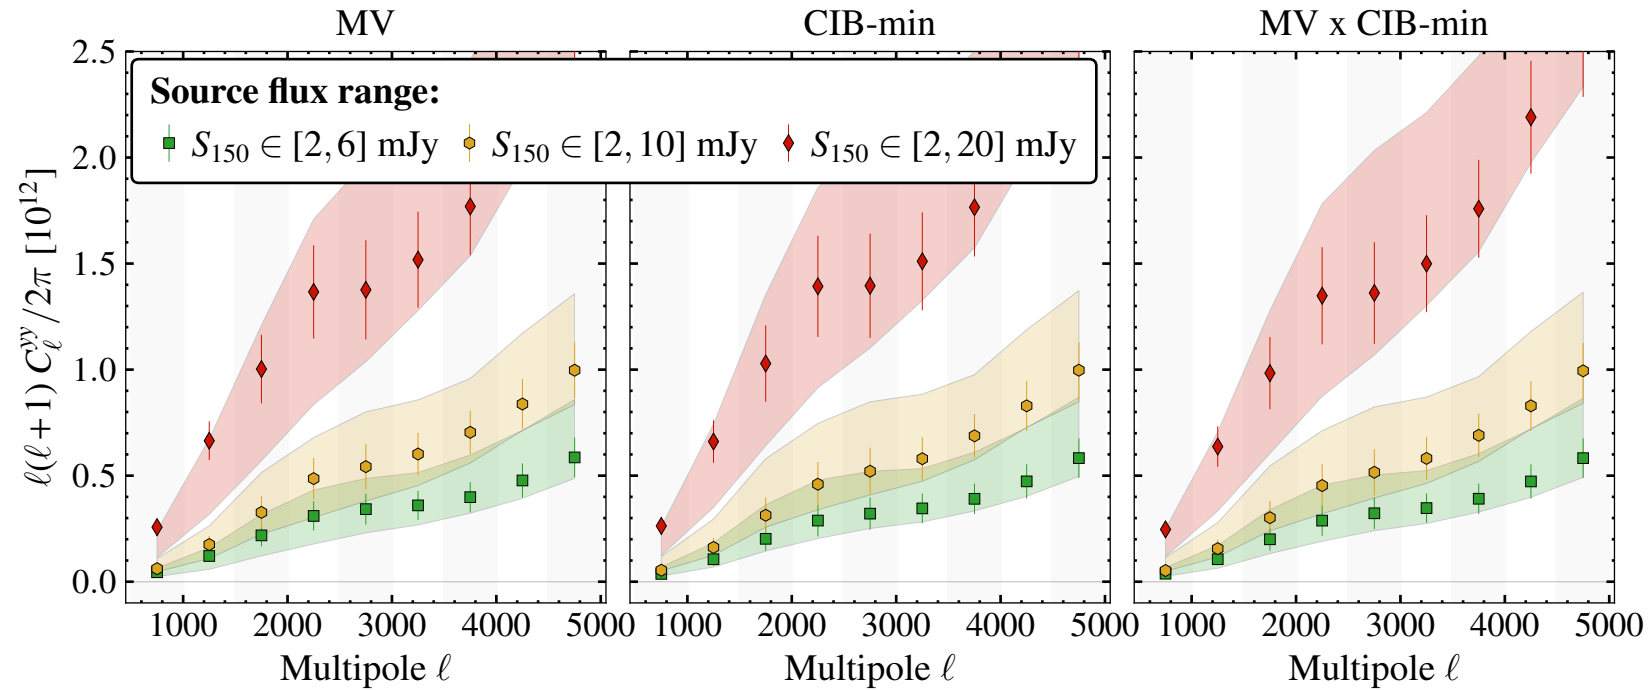 MV
CIB-min
MV x CIB-min
Source flux range:
S₁₅₀ ∈ [2, 6] mJy
S₁₅₀ ∈ [2, 10] mJy
S₁₅₀ ∈ [2, 20] mJy
ℓ(ℓ+1) C_ℓ^{yy}/2π [10¹²]
2.5
2.0
1.5
1.0
0.5
0.0
1000 2000 3000 4000 5000
1000 2000 3000 4000 5000
1000 2000 3000 4000 5000
Multipole ℓ
Multipole ℓ
Multipole ℓ